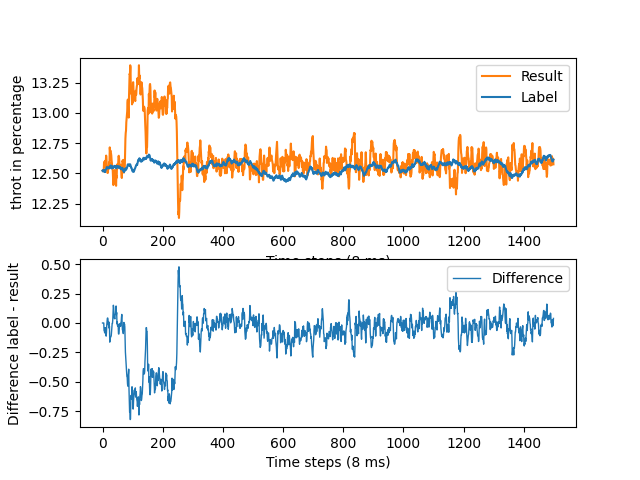 throt in percentage
13.25
13.00
12.75
12.50
12.25
Result
Label
0 200 400 600 800 1000 1200 1400
Time steps (8 ms)
Difference label - result
0.50
0.25
0.00
−0.25
−0.50
−0.75
Difference
0 200 400 600 800 1000 1200 1400
Time steps (8 ms)